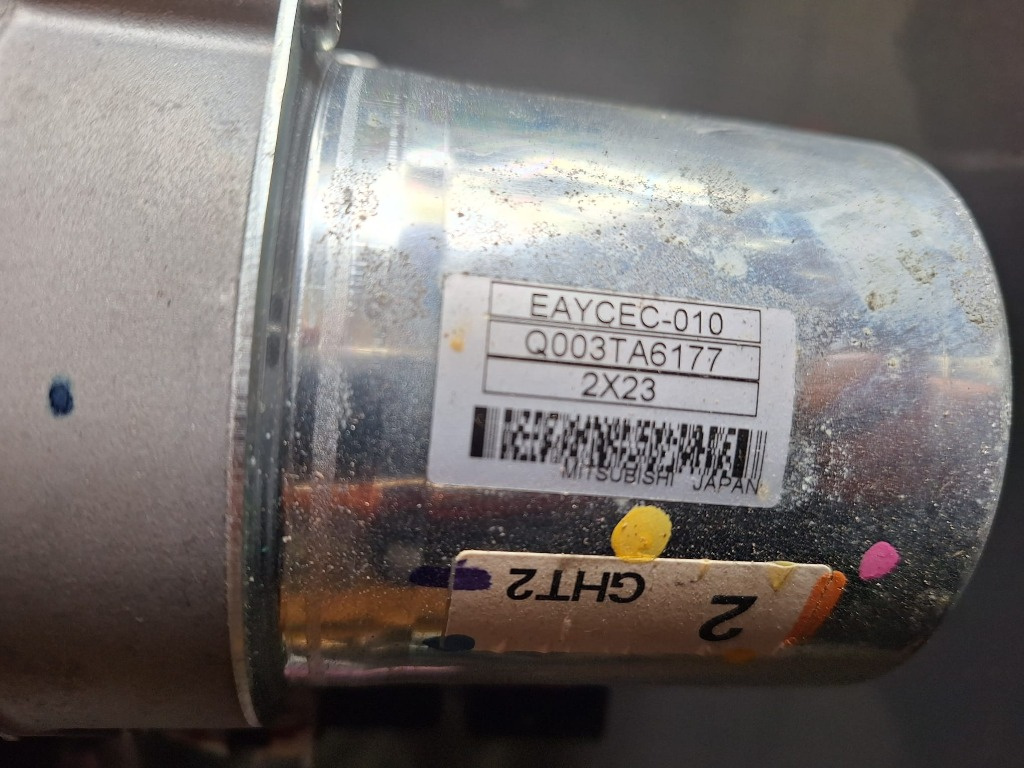 EAYCEC-010
Q003TA6177
2X23
MITSUBISHI JAPAN
GHT2
2